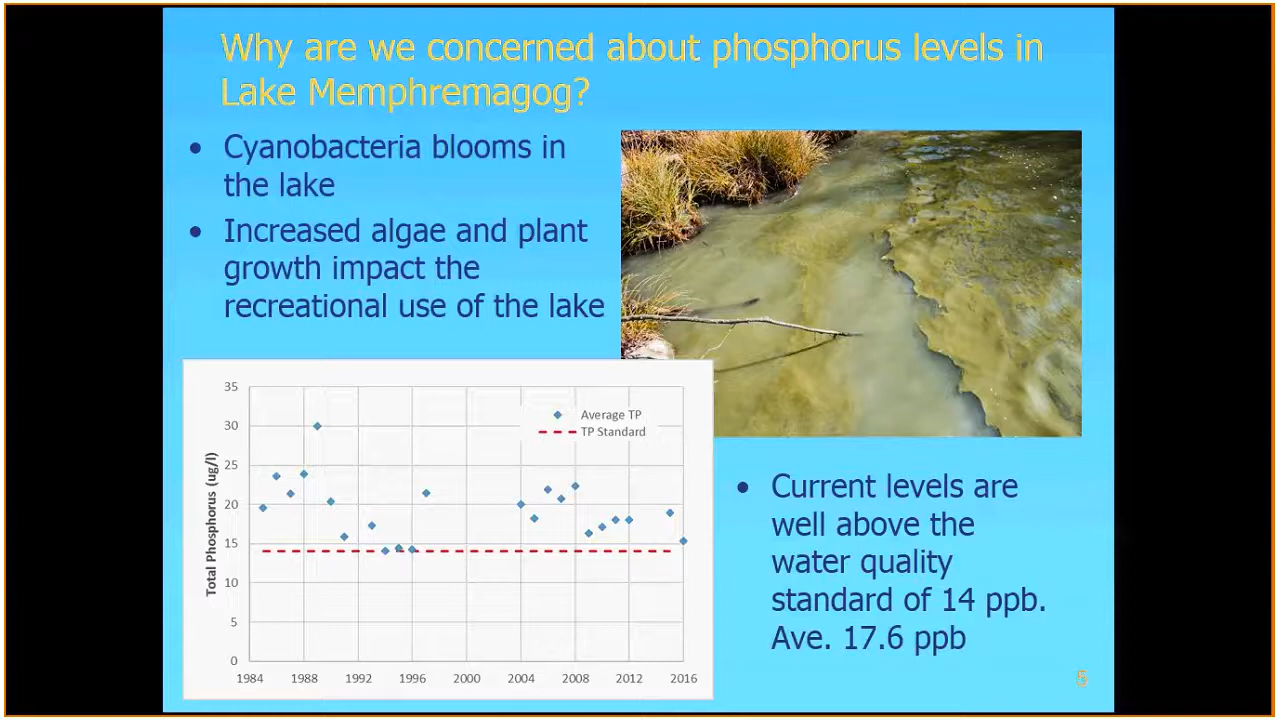 Why are we concerned about phosphorus levels in
Lake Memphremagog?
• Cyanobacteria blooms in
the lake
• Increased algae and plant
growth impact the
recreational use of the lake
35
30
25
20
15
10
5
0
Total Phosphorus (ug/l)
Average TP
TP Standard
1984 1988 1992 1996 2000 2004 2008 2012 2016
• Current levels are
well above the
water quality
standard of 14 ppb.
Ave. 17.6 ppb
5